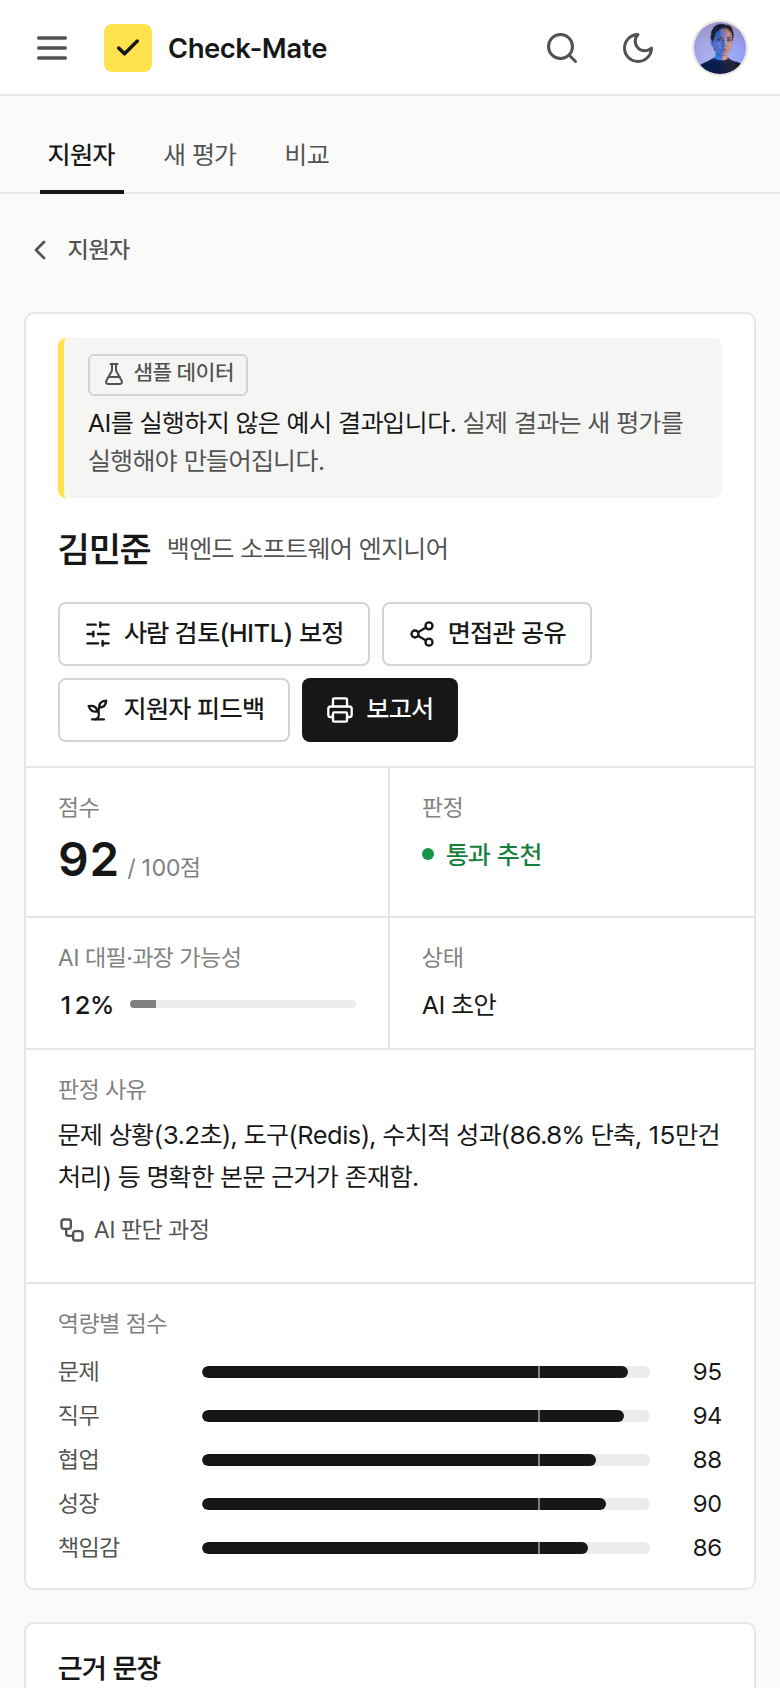 Check-Mate
지원자 새 평가 비교
지원자
샘플 데이터
AI를 실행하지 않은 예시 결과입니다. 실제 결과는 새 평가를
실행해야 만들어집니다.
김민준 백엔드 소프트웨어 엔지니어
사람 검토(HITL) 보정 면접관 공유
지원자 피드백 보고서
점수
92 / 100점
판정
통과 추천
AI 대필·과장 가능성
12%
상태
AI 초안
판정 사유
문제 상황(3.2초), 도구(Redis), 수치적 성과(86.8% 단축, 15만건
처리) 등 명확한 본문 근거가 존재함.
AI 판단 과정
역량별 점수
문제 95
직무 94
협업 88
성장 90
책임감 86
근거 문장